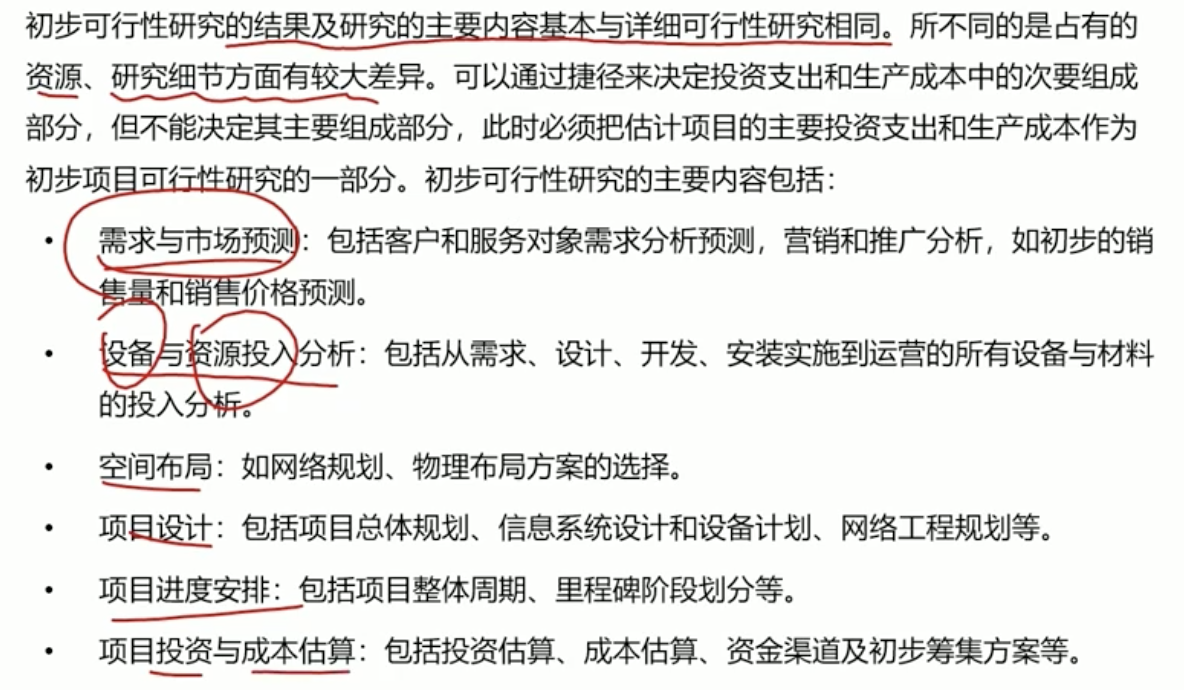 初步可行性研究的结果及研究的主要内容基本与详细可行性研究相同。所不同的是占有的
资源、研究细节方面有较大差异。可以通过捷径来决定投资支出和生产成本中的次要组成
部分，但不能决定其主要组成部分，此时必须把估计项目的主要投资支出和生产成本作为
初步项目可行性研究的一部分。初步可行性研究的主要内容包括：
• 需求与市场预测：包括客户和服务对象需求分析预测，营销和推广分析，如初步的销
售量和销售价格预测。
• 设备与资源投入分析：包括从需求、设计、开发、安装实施到运营的所有设备与材料
的投入分析。
• 空间布局：如网络规划、物理布局方案的选择。
• 项目设计：包括项目总体规划、信息系统设计和设备计划、网络工程规划等。
• 项目进度安排：包括项目整体周期、里程碑阶段划分等。
• 项目投资与成本估算：包括投资估算、成本估算、资金渠道及初步筹集方案等。